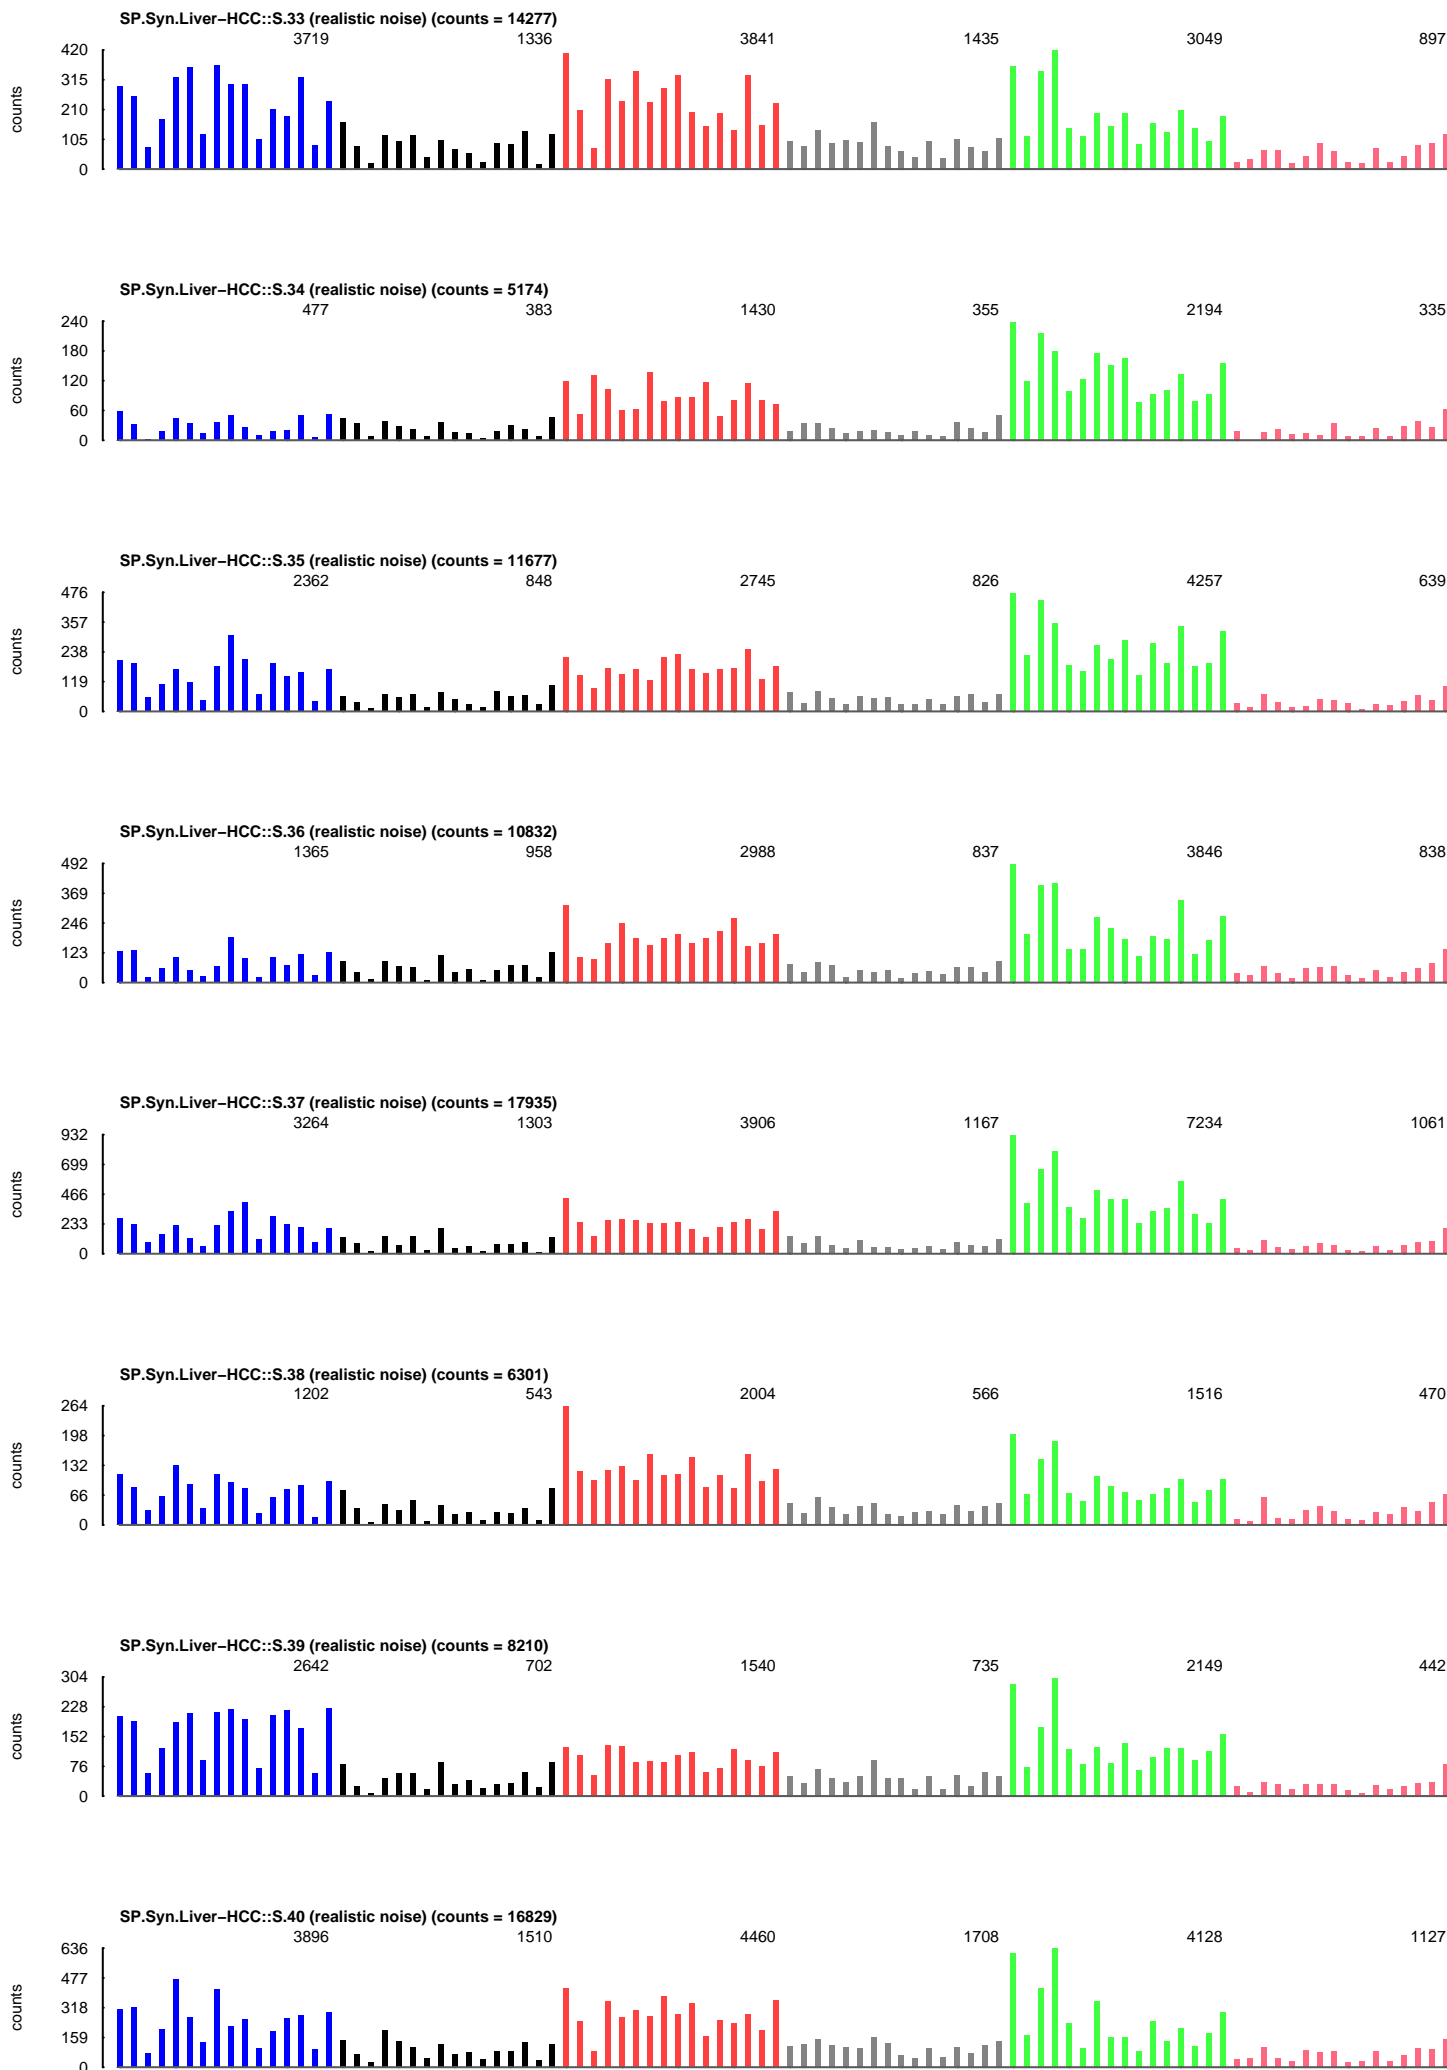 SP.Syn.Liver−HCC::S.33 (realistic noise) (counts = 14277)
3719 1336 3841 1435 3049 897
420
315
210
105
0
counts
SP.Syn.Liver−HCC::S.34 (realistic noise) (counts = 5174)
477 383 1430 355 2194 335
240
180
120
60
0
counts
SP.Syn.Liver−HCC::S.35 (realistic noise) (counts = 11677)
2362 848 2745 826 4257 639
476
357
238
119
0
counts
SP.Syn.Liver−HCC::S.36 (realistic noise) (counts = 10832)
1365 958 2988 837 3846 838
492
369
246
123
0
counts
SP.Syn.Liver−HCC::S.37 (realistic noise) (counts = 17935)
3264 1303 3906 1167 7234 1061
932
699
466
233
0
counts
SP.Syn.Liver−HCC::S.38 (realistic noise) (counts = 6301)
1202 543 2004 566 1516 470
264
198
132
66
0
counts
SP.Syn.Liver−HCC::S.39 (realistic noise) (counts = 8210)
2642 702 1540 735 2149 442
304
228
152
76
0
counts
SP.Syn.Liver−HCC::S.40 (realistic noise) (counts = 16829)
3896 1510 4460 1708 4128 1127
636
477
318
159
0
counts